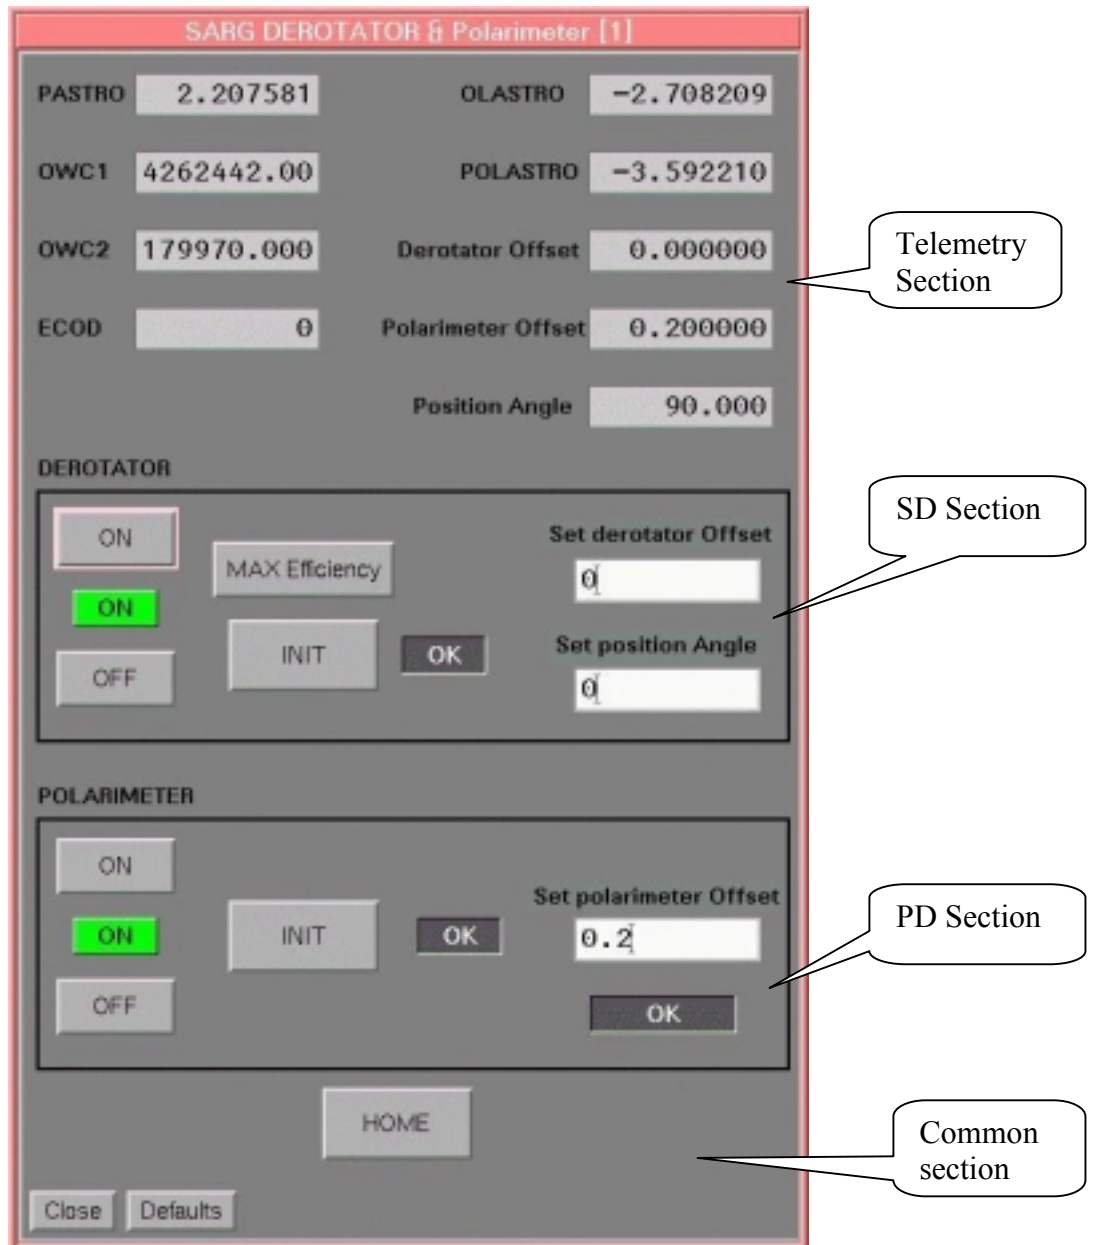 SARG DEROTATOR & Polarimeter [1]
PASTRO 2.207581 OLASTRO -2.708209
OWC1 4262442.00 POLASTRO -3.592210
OWC2 179970.000 Derotator Offset 0.000000
Telemetry
Section
ECOD 0 Polarimeter Offset 0.200000
Position Angle 90.000
DEROTATOR
SD Section
ON
MAX Efficiency
Set derotator Offset
0
ON
INIT
OK
Set position Angle
0
OFF
POLARIMETER
ON
ON
INIT
OK
Set polarimeter Offset
0.2
PD Section
OFF
OK
HOME
Common
section
Close Defaults